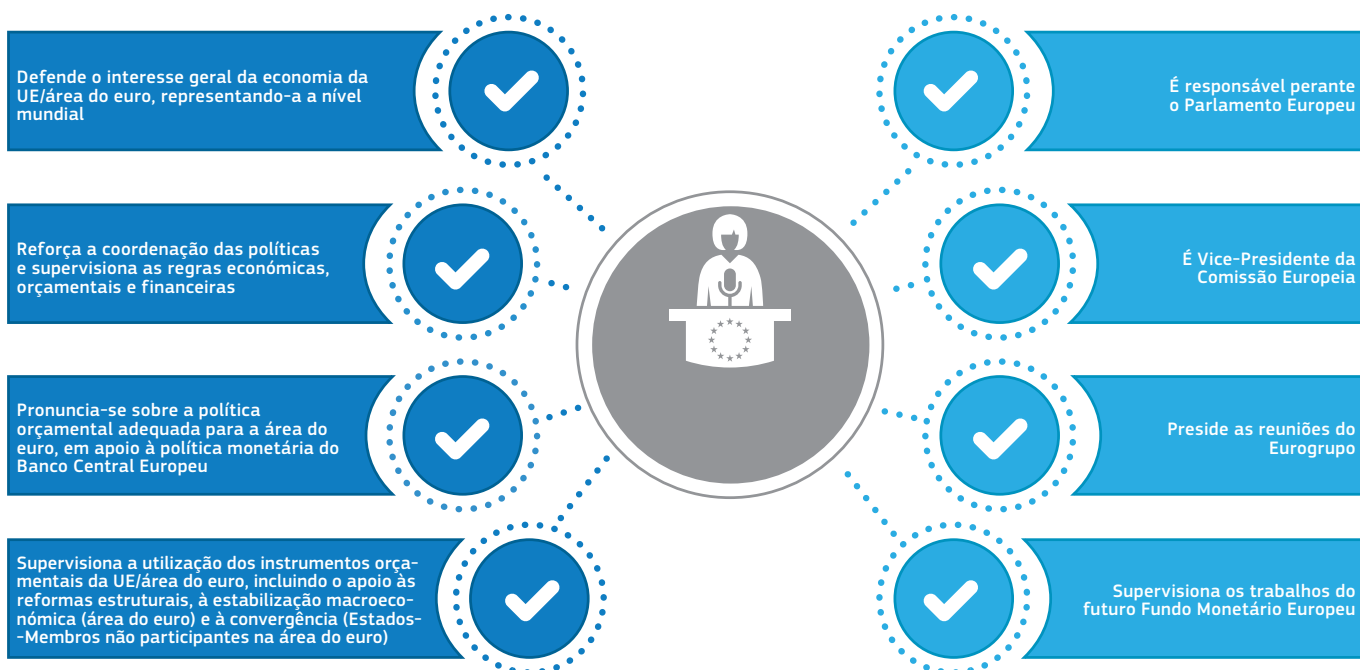 Defende o interesse geral da economia da
UE/área do euro, representando-a a nível
mundial
Reforça a coordenação das políticas
e supervisiona as regras económicas,
orçamentais e financeiras
Pronuncia-se sobre a política
orçamental adequada para a área do
euro, em apoio à política monetária do
Banco Central Europeu
Supervisiona a utilização dos instrumentos orça-
mentais da UE/área do euro, incluindo o apoio às
reformas estruturais, à estabilização macroeco-
nómica (área do euro) e à convergência (Estados-
-Membros não participantes na área do euro)
É responsável perante
o Parlamento Europeu
É Vice-Presidente da
Comissão Europeia
Preside as reuniões do
Eurogrupo
Supervisiona os trabalhos do
futuro Fundo Monetário Europeu